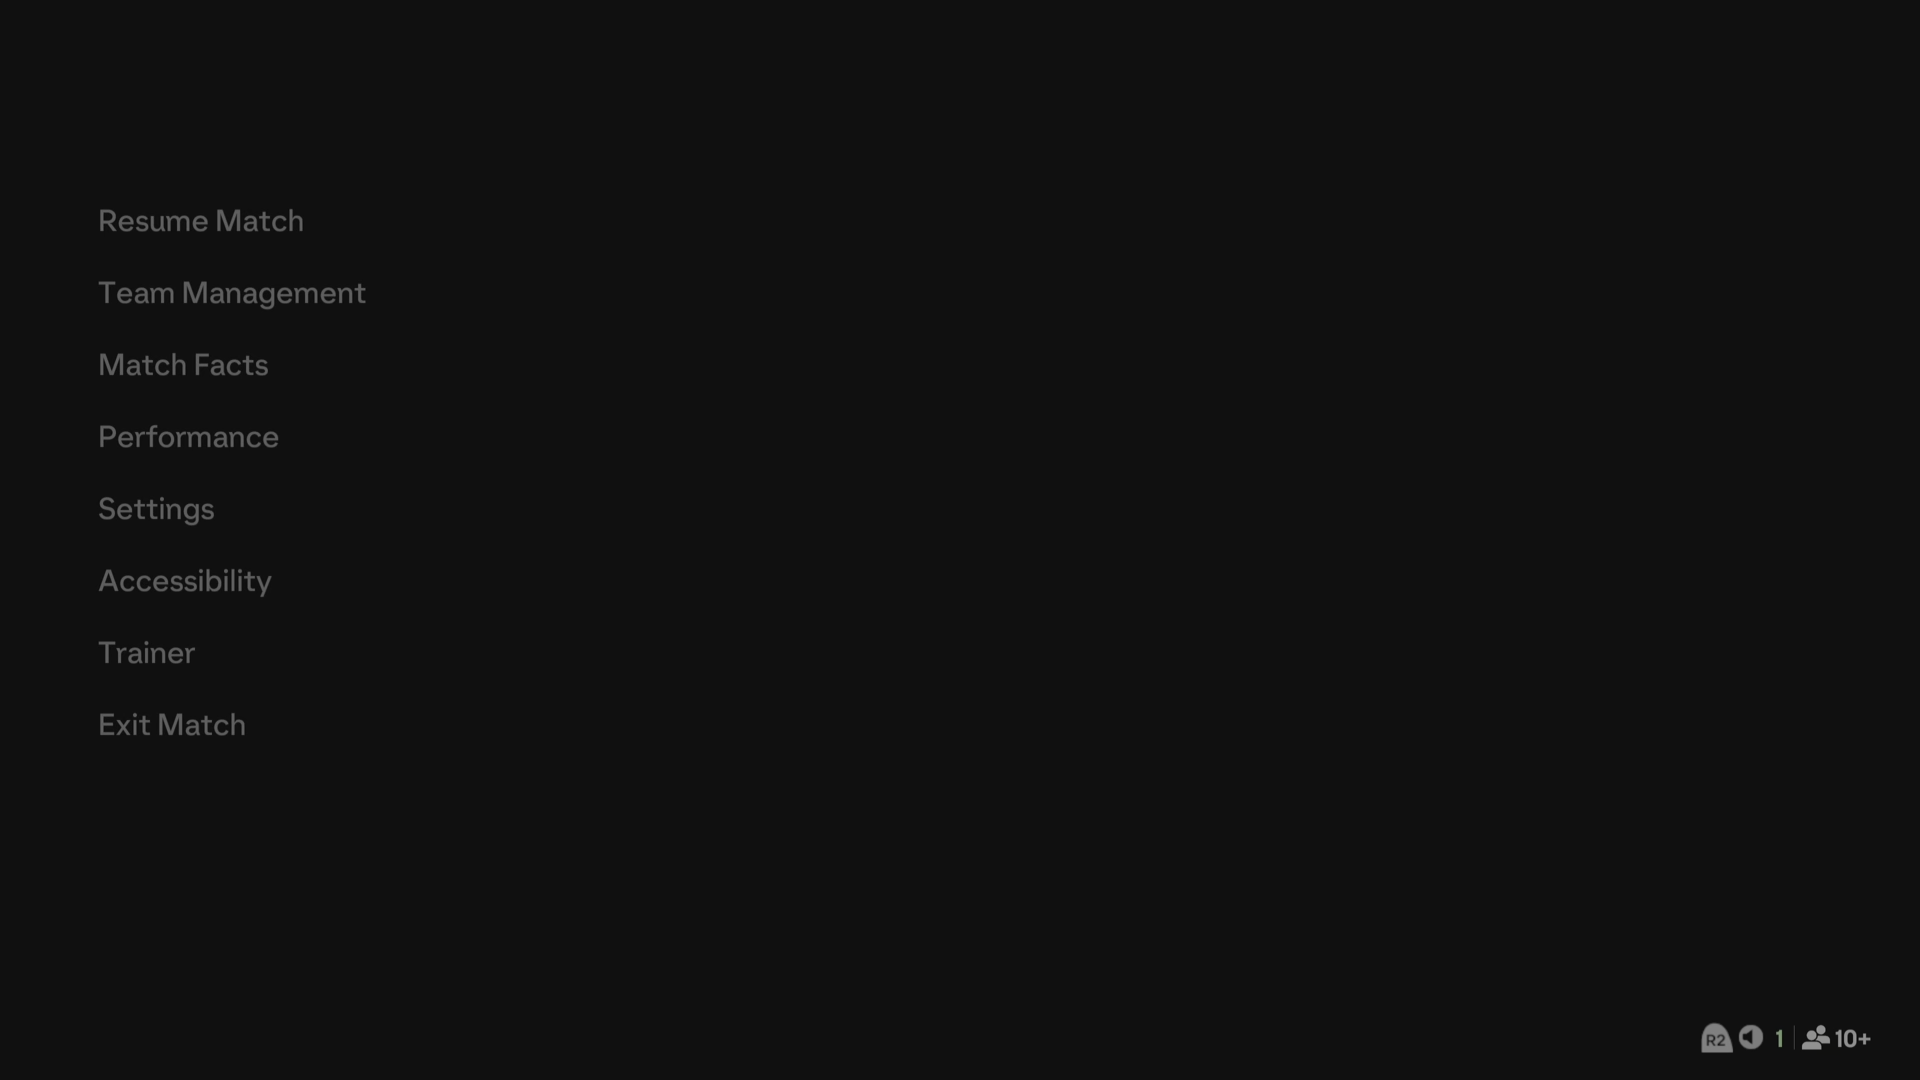 Resume Match
Team Management
Match Facts
Performance
Settings
Accessibility
Trainer
Exit Match
R2 1 10+